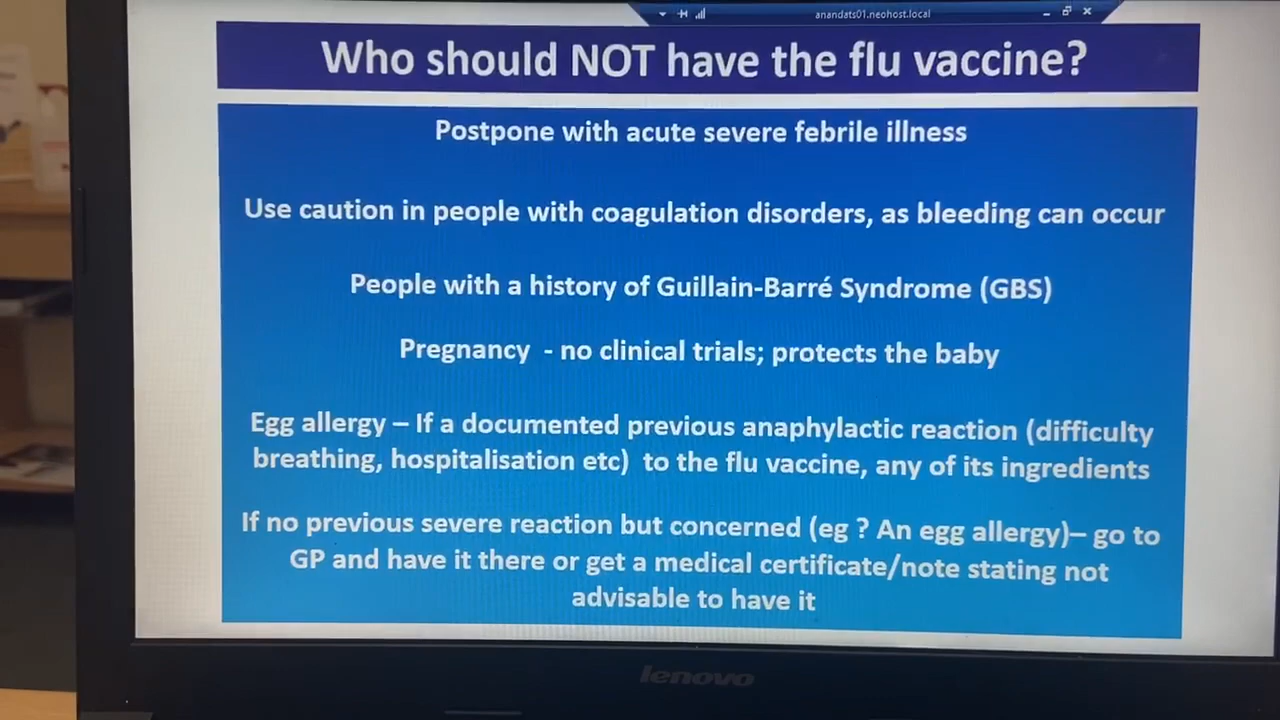 anandats01.neohost.local
Who should NOT have the flu vaccine?
Postpone with acute severe febrile illness
Use caution in people with coagulation disorders, as bleeding can occur
People with a history of Guillain-Barré Syndrome (GBS)
Pregnancy - no clinical trials; protects the baby
Egg allergy – If a documented previous anaphylactic reaction (difficulty
breathing, hospitalisation etc) to the flu vaccine, any of its ingredients
If no previous severe reaction but concerned (eg ? An egg allergy)– go to
GP and have it there or get a medical certificate/note stating not
advisable to have it
lenovo